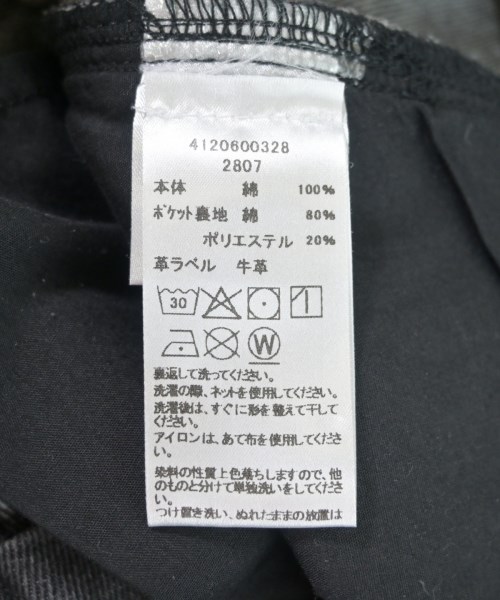 4120600328
2807
本体 綿 100%
ポケット裏地 綿 80%
ポリエステル 20%
革ラベル 牛革
30
W
裏返して洗ってください。
洗濯の際、ネットを使用してください。
洗濯後は、すぐに形を整えて干して
ください。
アイロンは、あて布を使用してくださ
い。
染料の性質上色落ちしますので、他
のものと分けて単独洗いをしてくださ
い。
つけ置き洗い、ぬれたままの放置は